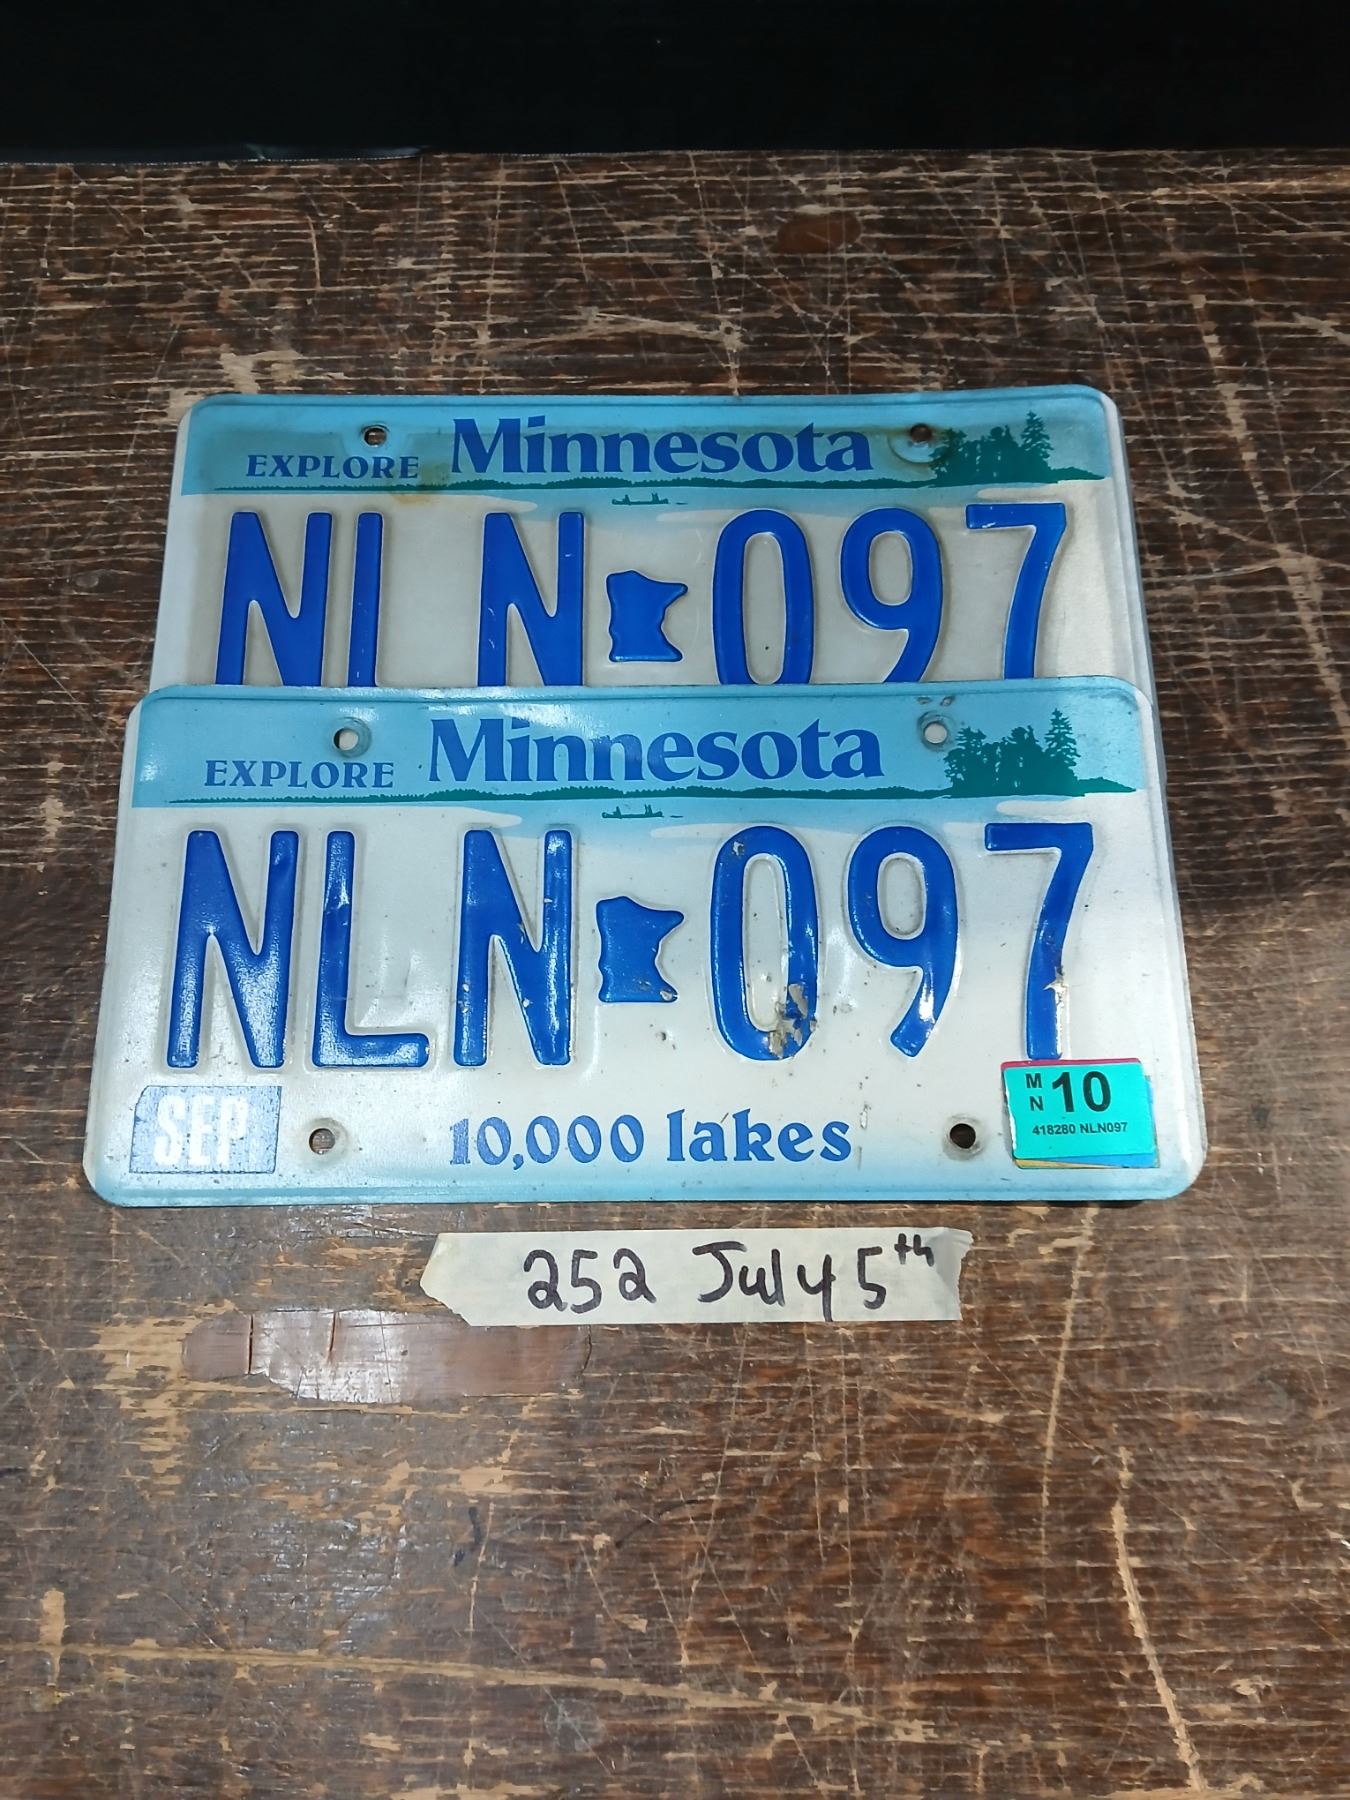 EXPLORE Minnesota
NLN 097
EXPLORE Minnesota
NLN 097
SEP 10,000 lakes MN 10
418280 NLN097
252 July 5th